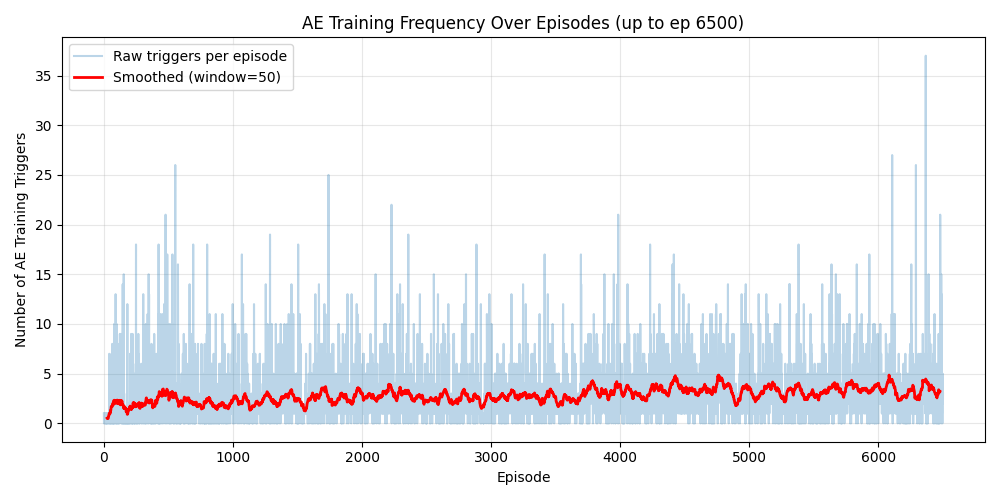 AE Training Frequency Over Episodes (up to ep 6500)
Raw triggers per episode
Smoothed (window=50)
Number of AE Training Triggers
35
30
25
20
15
10
5
0
0 1000 2000 3000 4000 5000 6000
Episode